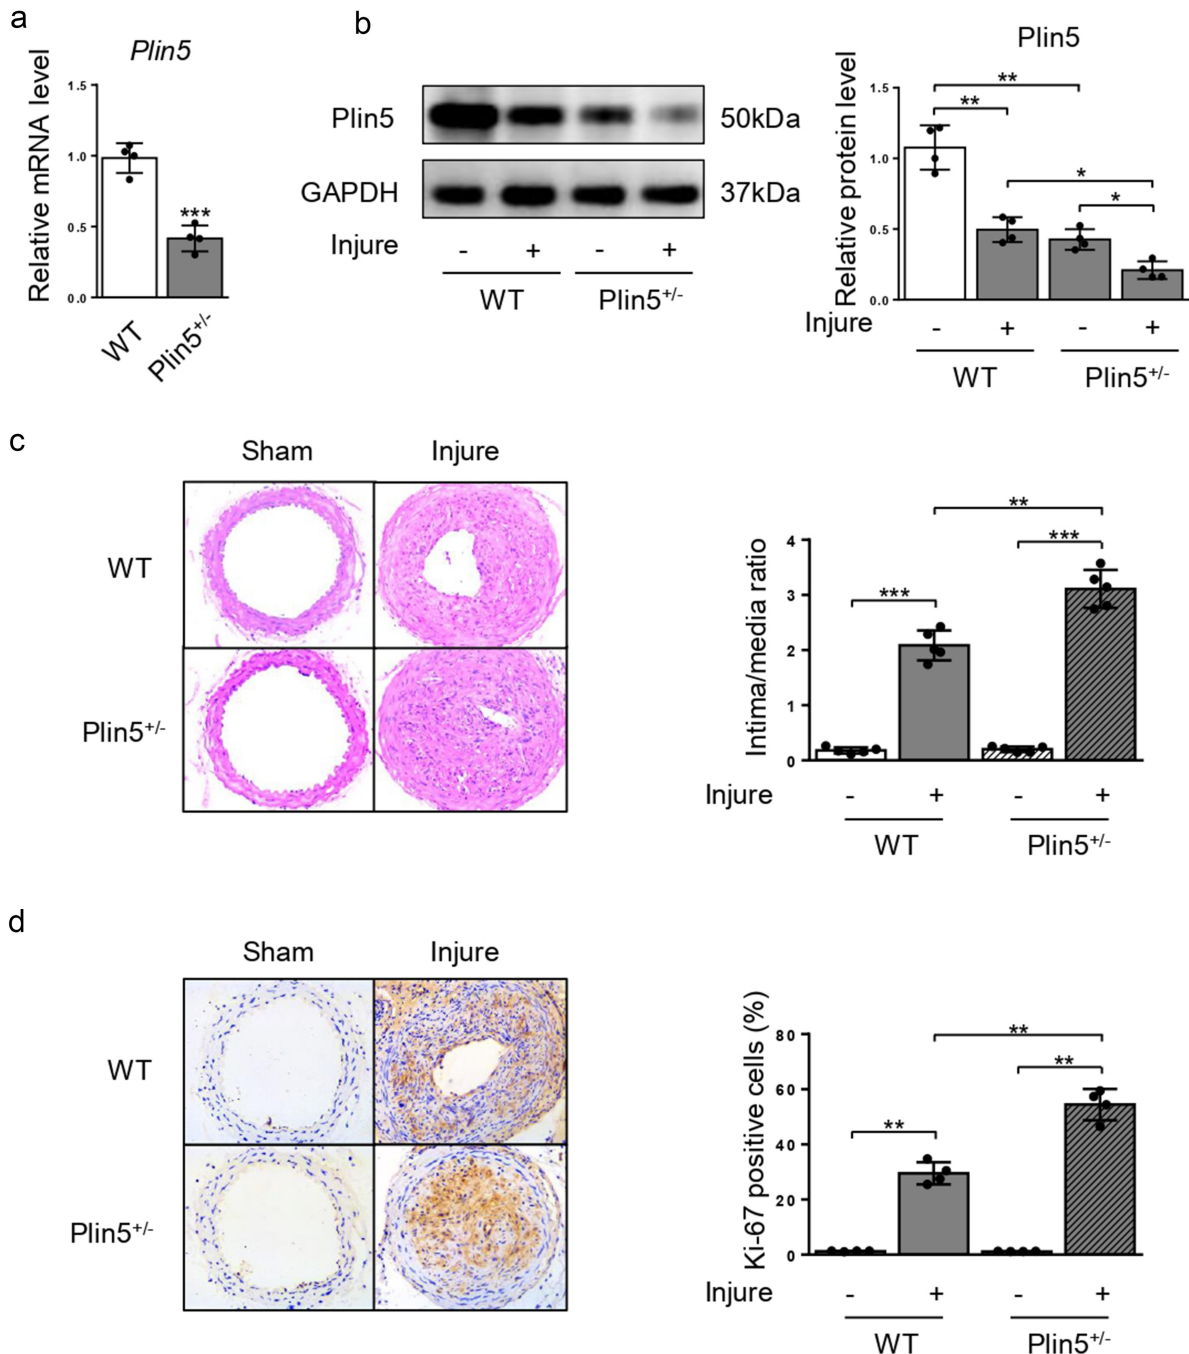 a
Plin5
Relative mRNA level
1.5
1.0
0.5
0.0
***
WT
Plin5+/-
b
Plin5
50kDa
GAPDH
37kDa
Injure - + - +
WT Plin5+/-
Plin5
Relative protein level
1.5
1.0
0.5
0.0
**
**
*
*
Injure - + - +
WT Plin5+/-
c
Sham Injure
WT
Plin5+/-
Intima/media ratio
4
3
2
1
0
**
***
***
Injure - + - +
WT Plin5+/-
d
Sham Injure
WT
Plin5+/-
Ki-67 positive cells (%)
80
60
40
20
0
**
**
**
Injure - + - +
WT Plin5+/-